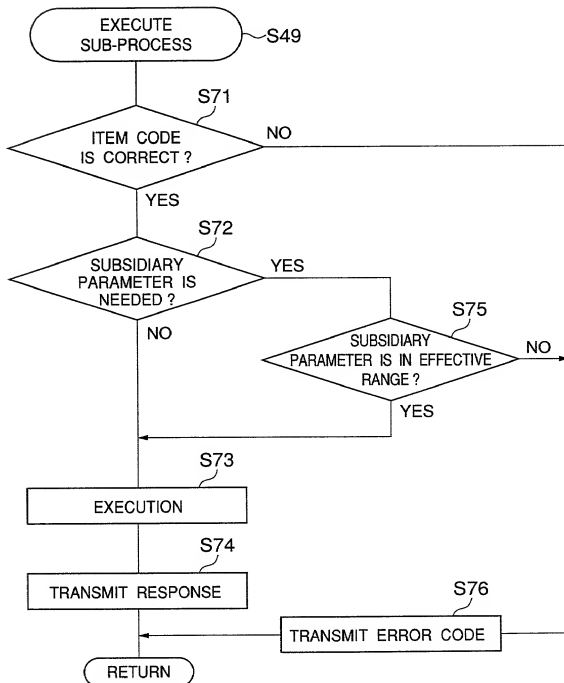 EXECUTE
SUB-PROCESS
S49
S71
ITEM CODE
IS CORRECT ?
NO
YES
S72
SUBSIDIARY
PARAMETER IS
NEEDED ?
YES
NO
S75
SUBSIDIARY
PARAMETER IS IN EFFECTIVE
RANGE ?
NO
YES
S73
EXECUTION
S74
TRANSMIT RESPONSE
S76
TRANSMIT ERROR CODE
RETURN